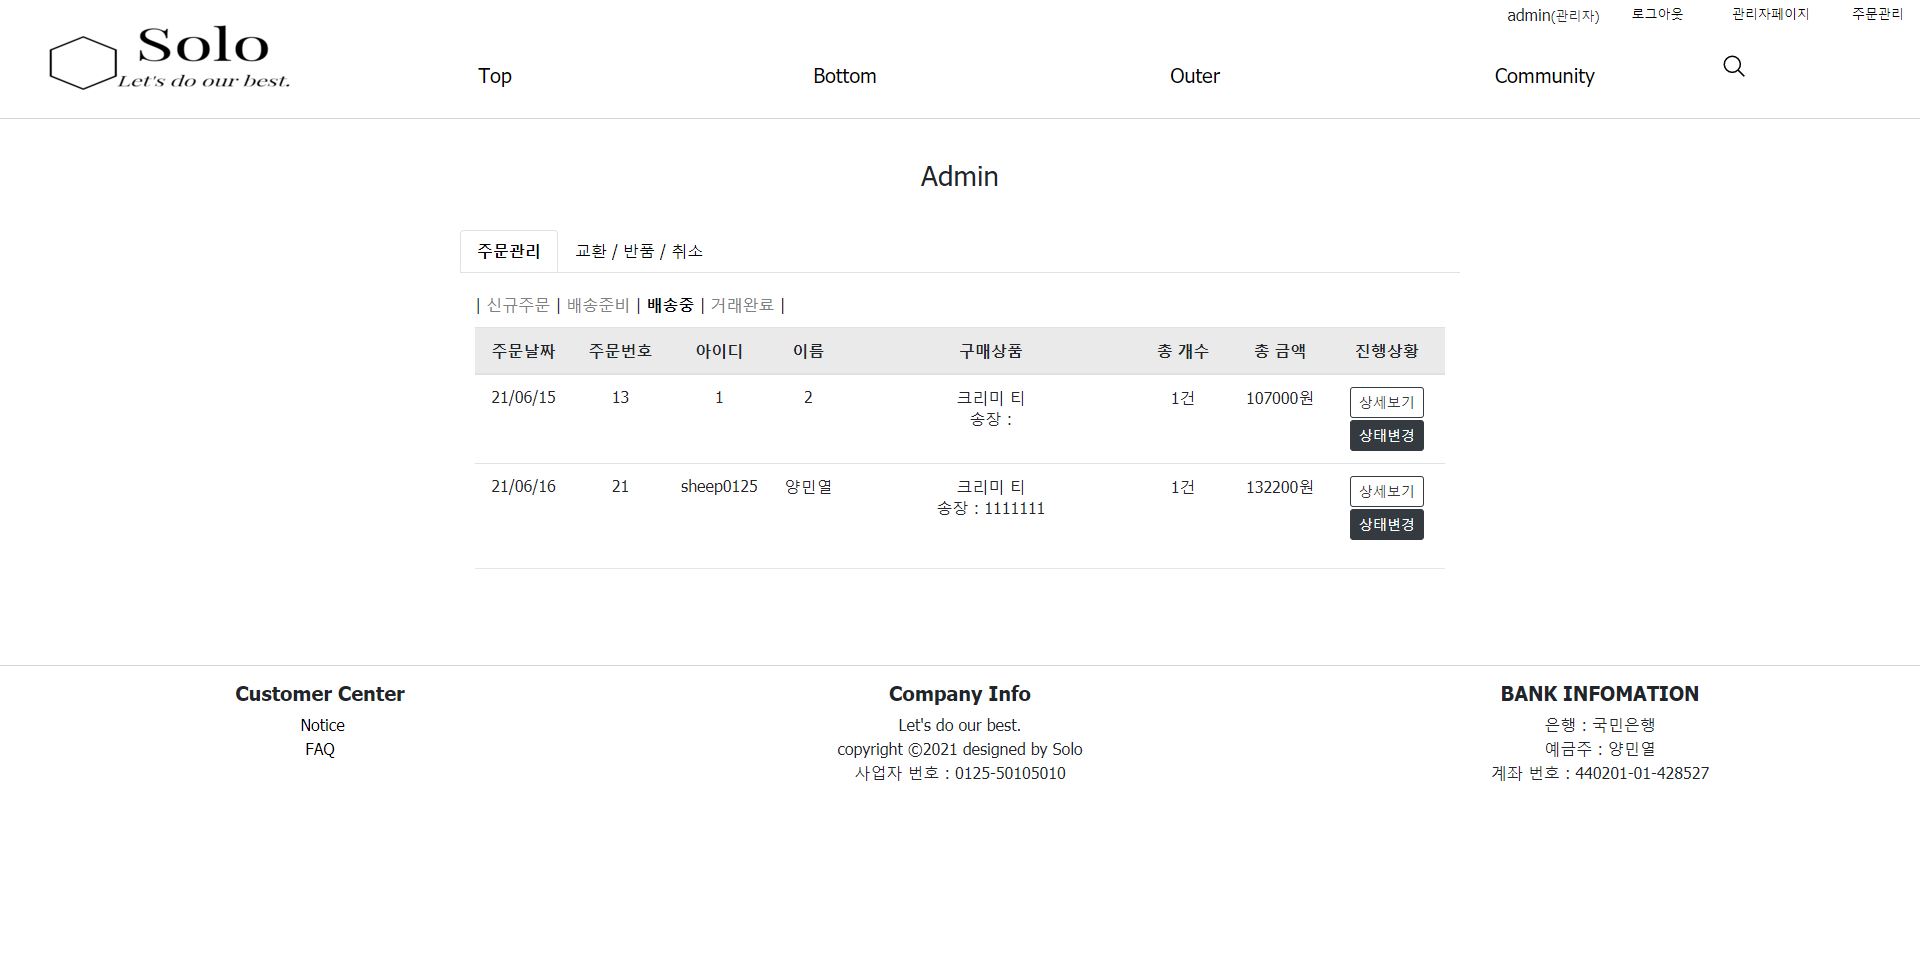 admin(관리자) 로그아웃 관리자페이지 주문관리
Solo
Let's do our best.
Top Bottom Outer Community
Admin
주문관리 교환 / 반품 / 취소
| 신규주문 | 배송준비 | 배송중 | 거래완료 |
주문날짜 주문번호 아이디 이름 구매상품 총 개수 총 금액 진행상황
21/06/15 13 1 2 크리미 티 1건 107000원 상세보기
송장 :
상태변경
21/06/16 21 sheep0125 양민열 크리미 티 1건 132200원 상세보기
송장 : 1111111
상태변경
Customer Center
Notice
FAQ
Company Info
Let's do our best.
copyright ©2021 designed by Solo
사업자 번호 : 0125-50105010
BANK INFOMATION
은행 : 국민은행
예금주 : 양민열
계좌 번호 : 440201-01-428527